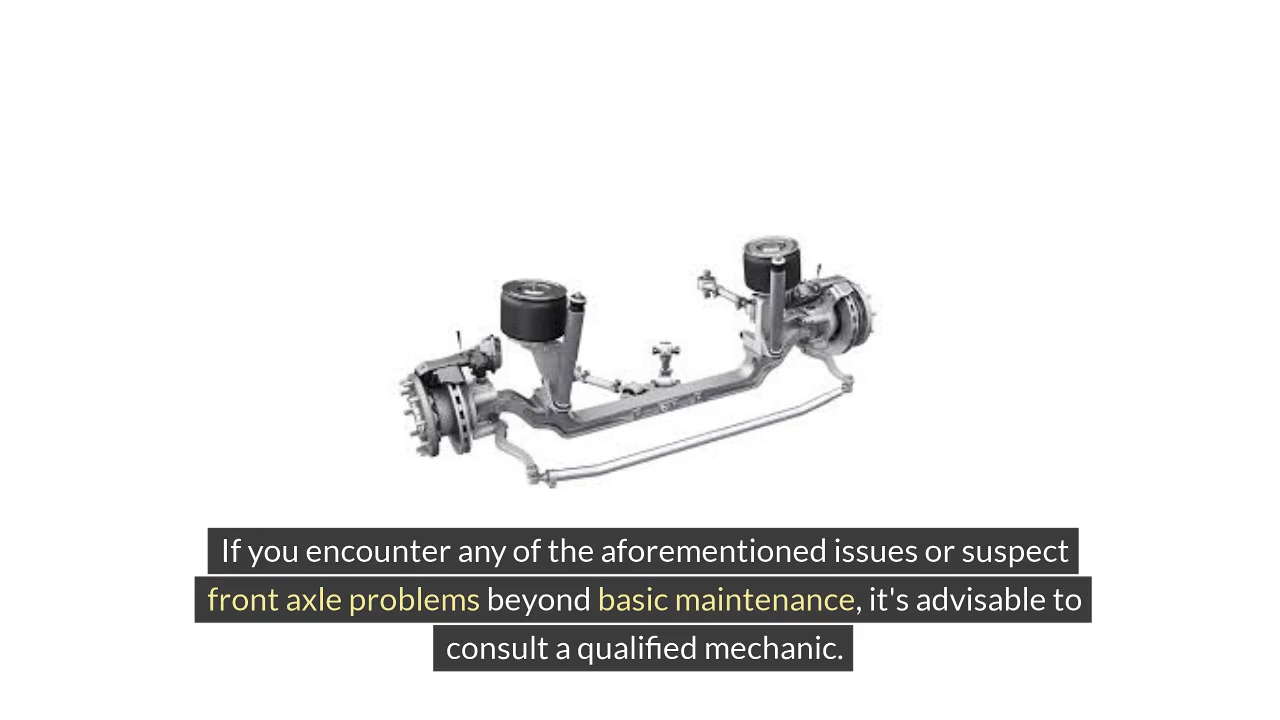 If you encounter any of the aforementioned issues or suspect
front axle problems beyond basic maintenance, it's advisable to
consult a qualified mechanic.